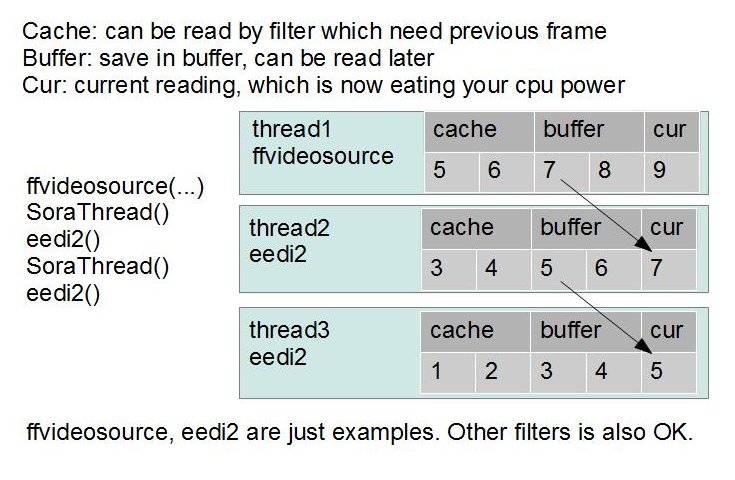 Cache: can be read by filter which need previous frame
Buffer: save in buffer, can be read later
Cur: current reading, which is now eating your cpu power
ffvideosource(...)
SoraThread()
eedi2()
SoraThread()
eedi2()
thread1
ffvideosource
cache buffer cur
5 6 7 8 9
thread2
eedi2
cache buffer cur
3 4 5 6 7
thread3
eedi2
cache buffer cur
1 2 3 4 5
ffvideosource, eedi2 are just examples. Other filters is also OK.